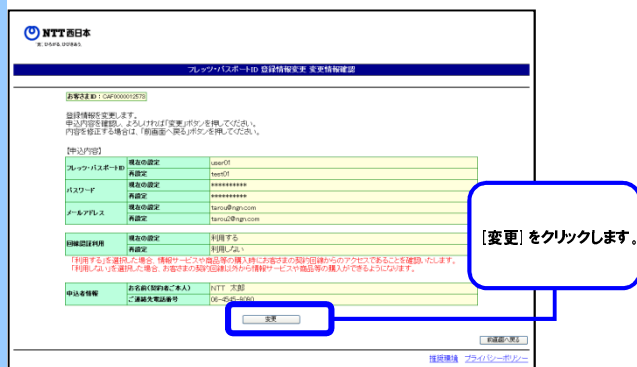 NTT西日本
フレッツ・パスポートID 登録情報変更 変更情報確認
お客さまID：CAF0000012573
登録情報を変更します。
申込内容を確認し、よろしければ「変更」ボタンを押してください。
内容を修正する場合は、「前画面へ戻る」ボタンを押してください。
【申込内容】
フレッツ・パスポートID 現在の設定 user01
再設定 test01
パスワード 現在の設定 **********
再設定 **********
メールアドレス 現在の設定 tarou@ngn.com
再設定 tarou2@ngn.com
回線認証利用 現在の設定 利用する
再設定 利用しない
「利用する」を選択した場合、情報サービスや商品等の購入時にお客さまの契約回線からのアクセスであることを確認いたします。
「利用しない」を選択した場合、お客さまの契約回線以外から情報サービスや商品等の購入ができるようになります。
申込者情報 お名前(契約者ご本人) NTT 太郎
ご連絡先電話番号 06-4545-8080
変更
［変更］をクリックします。
前画面へ戻る
推奨環境 プライバシーポリシー